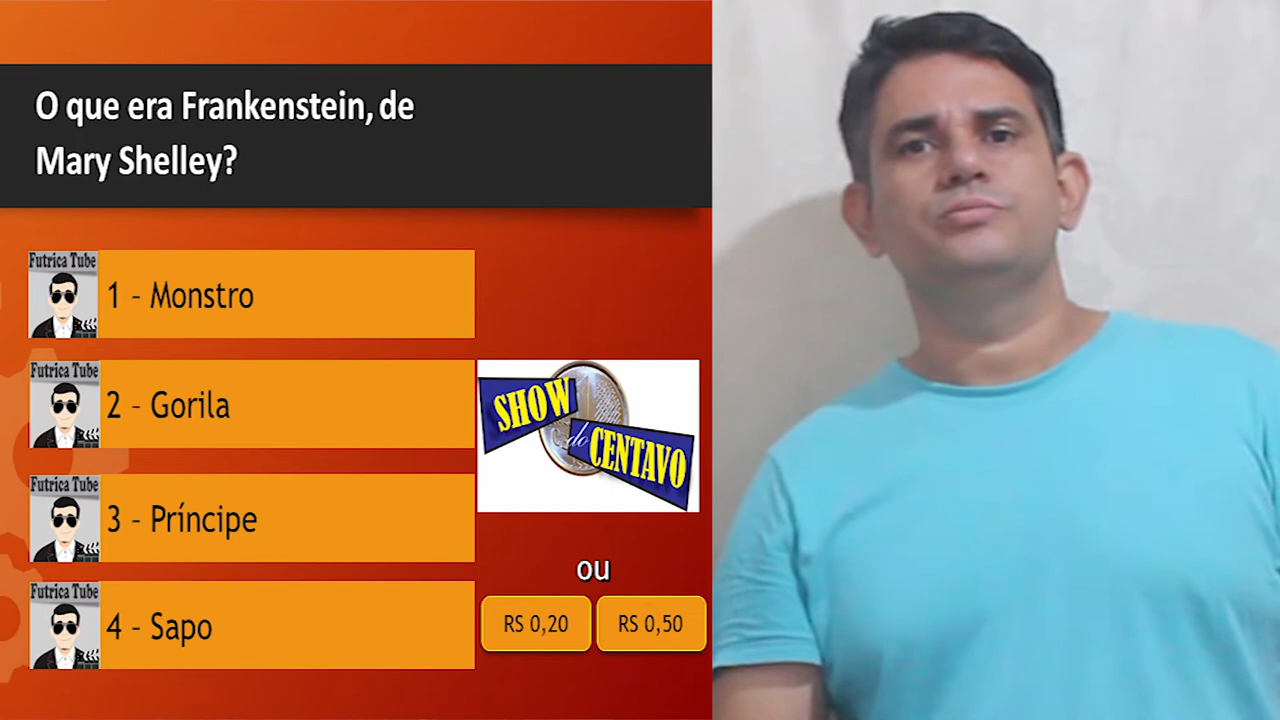 O que era Frankenstein, de
Mary Shelley?
Futrica Tube
1 - Monstro
Futrica Tube
2 - Gorila
SHOW
do CENTAVO
Futrica Tube
3 - Príncipe
ou
Futrica Tube
4 - Sapo
RS 0,20
RS 0,50